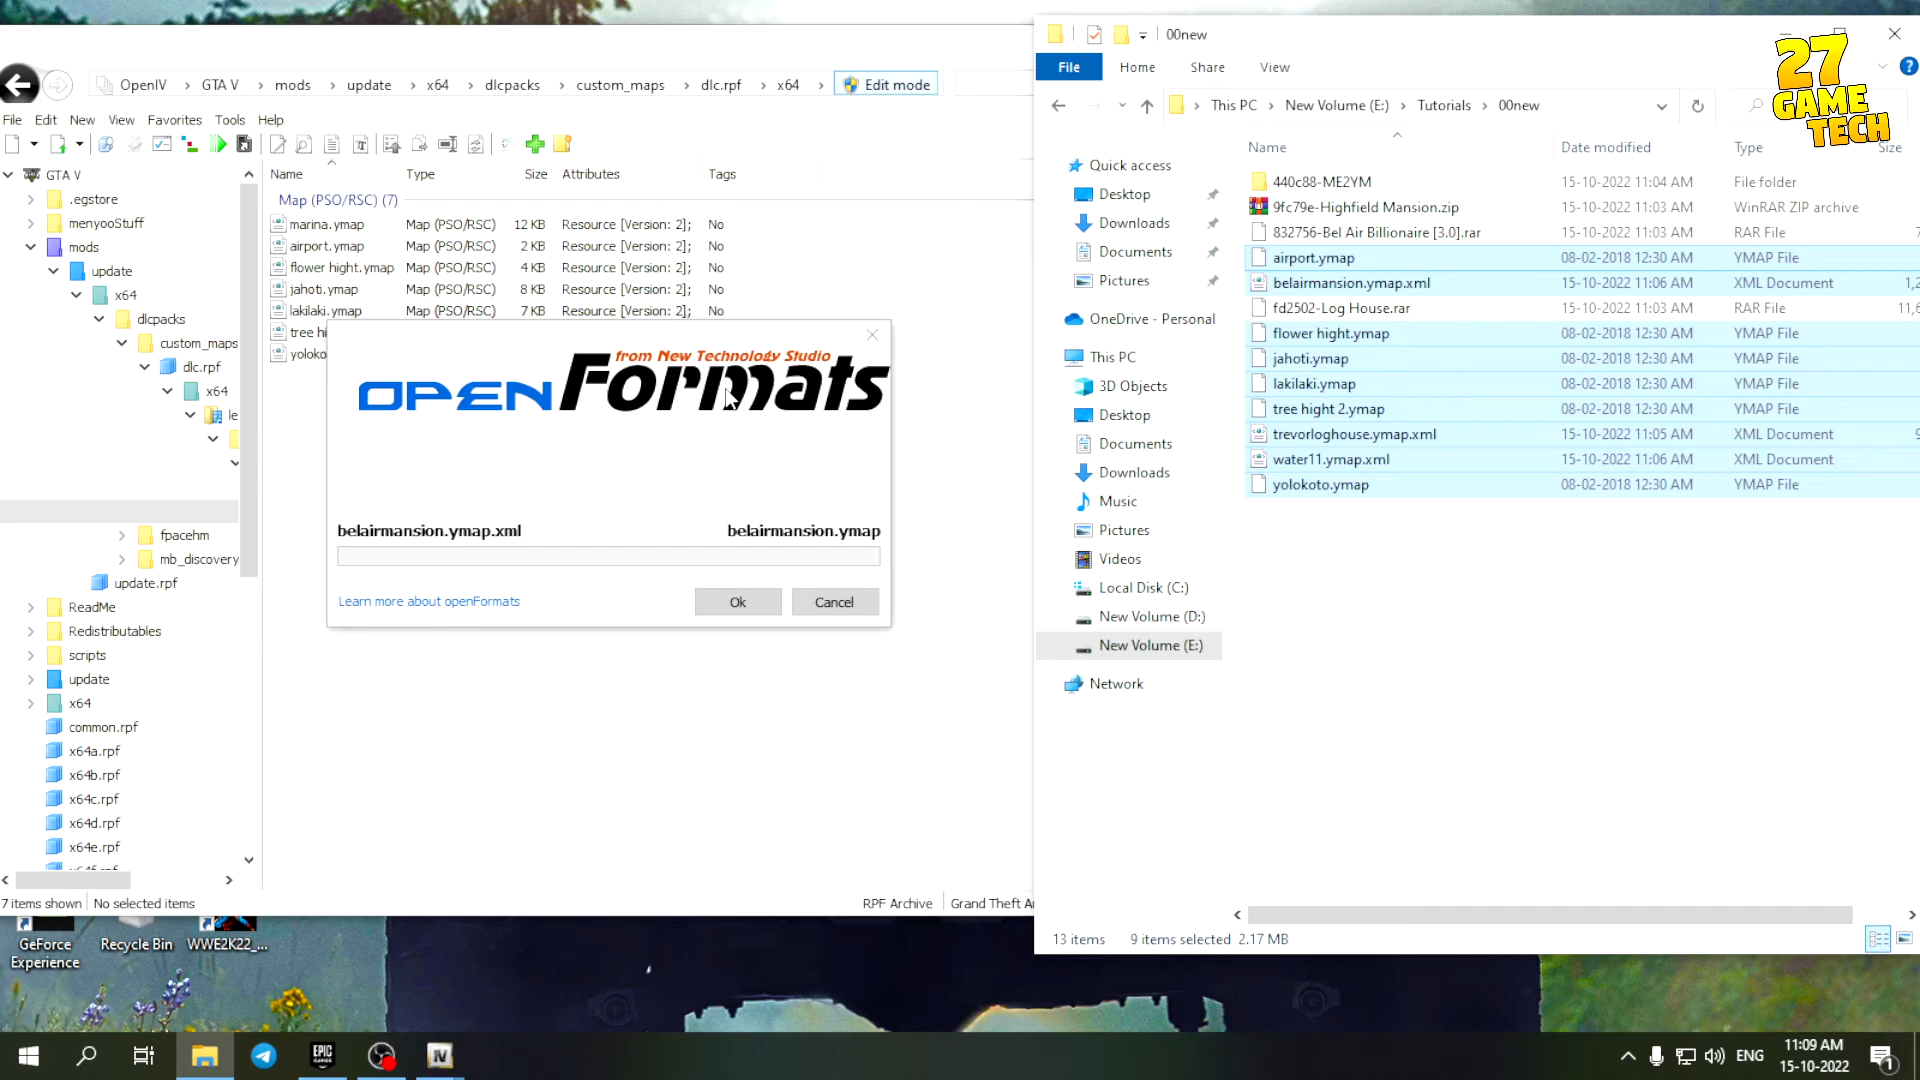 OpenIV
GTA V
mods
update
x64
dlcpacks
custom_maps
dlc.rpf
x64
Edit mode
File
Edit
New
View
Favorites
Tools
Help
GTA V
.egstore
menyooStuff
mods
update
x64
dlcpacks
custom_maps
dlc.rpf
x64
le
fpacehm
mb_discovery
update.rpf
ReadMe
Redistributables
scripts
update
x64
common.rpf
x64a.rpf
x64b.rpf
x64c.rpf
x64d.rpf
x64e.rpf
Name Type Size Attributes Tags
Map (PSO/RSC) (7)
marina.ymap Map (PSO/RSC) 12 KB Resource [Version: 2]; No
airport.ymap Map (PSO/RSC) 2 KB Resource [Version: 2]; No
flower hight.ymap Map (PSO/RSC) 4 KB Resource [Version: 2]; No
jahoti.ymap Map (PSO/RSC) 8 KB Resource [Version: 2]; No
lakilaki.ymap Map (PSO/RSC) 7 KB Resource [Version: 2]; No
tree hi
yoloko
from New Technology Studio
OPEN Formats
belairmansion.ymap.xml belairmansion.ymap
Learn more about openFormats
Ok
Cancel
7 items shown No selected items RPF Archive Grand Theft Au
00new
27
GAME
TECH
File Home Share View
This PC New Volume (E:) Tutorials 00new
Quick access
Desktop
Downloads
Documents
Pictures
OneDrive - Personal
This PC
3D Objects
Desktop
Documents
Downloads
Music
Pictures
Videos
Local Disk (C:)
New Volume (D:)
New Volume (E:)
Network
Name Date modified Type Size
440c88-ME2YM 15-10-2022 11:04 AM File folder
9fc79e-Highfield Mansion.zip 15-10-2022 11:03 AM WinRAR ZIP archive
832756-Bel Air Billionaire [3.0].rar 15-10-2022 11:03 AM RAR File 7
airport.ymap 08-02-2018 12:30 AM YMAP File
belairmansion.ymap.xml 15-10-2022 11:06 AM XML Document 1,2
fd2502-Log House.rar 15-10-2022 11:03 AM RAR File 11,6
flower hight.ymap 08-02-2018 12:30 AM YMAP File
jahoti.ymap 08-02-2018 12:30 AM YMAP File
lakilaki.ymap 08-02-2018 12:30 AM YMAP File
tree hight 2.ymap 08-02-2018 12:30 AM YMAP File
trevorloghouse.ymap.xml 15-10-2022 11:05 AM XML Document 9
water11.ymap.xml 15-10-2022 11:06 AM XML Document
yolokoto.ymap 08-02-2018 12:30 AM YMAP File
13 items 9 items selected 2.17 MB
GeForce
Experience
Recycle Bin
WWE2K22_...
EPIC
GAMES
IV
ENG
11:09 AM
15-10-2022
1